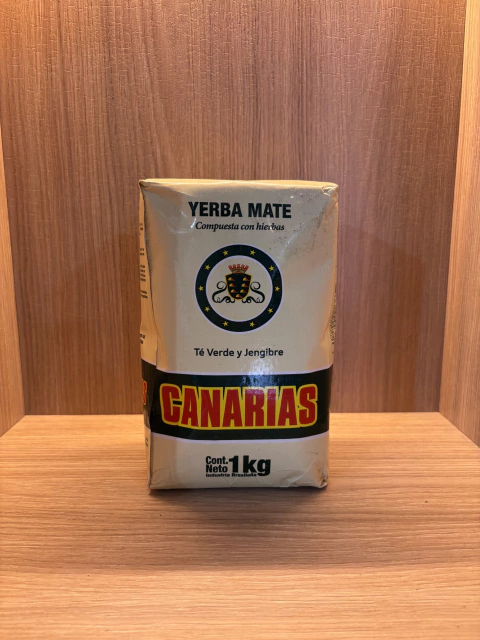 YERBA MATE
Compuesta con hierbas
Té Verde y Jengibre
CANARIAS
Cont.
Neto 1kg
Industria Brasileña